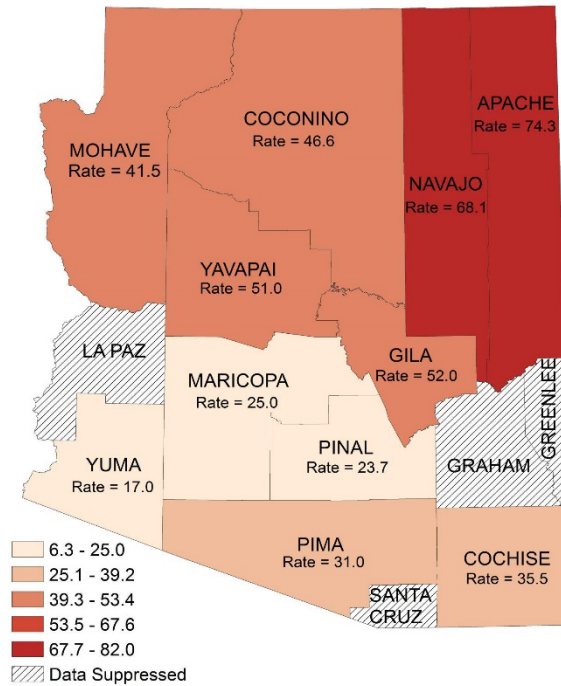 APACHE
Rate = 74.3
COCONINO
Rate = 46.6
MOHAVE
Rate = 41.5
NAVAJO
Rate = 68.1
YAVAPAI
Rate = 51.0
LA PAZ
GILA
Rate = 52.0
MARICOPA
Rate = 25.0
GREENLEE
PINAL
Rate = 23.7
YUMA
Rate = 17.0
GRAHAM
PIMA
Rate = 31.0
COCHISE
Rate = 35.5
SANTA
CRUZ
6.3 - 25.0
25.1 - 39.2
39.3 - 53.4
53.5 - 67.6
67.7 - 82.0
Data Suppressed